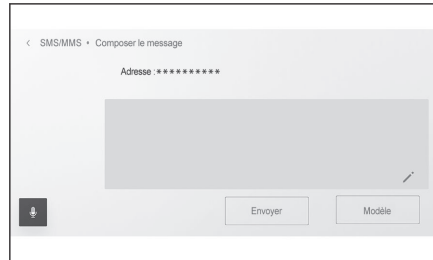 < SMS/MMS • Composer le message
Adresse :**********
Envoyer
Modèle